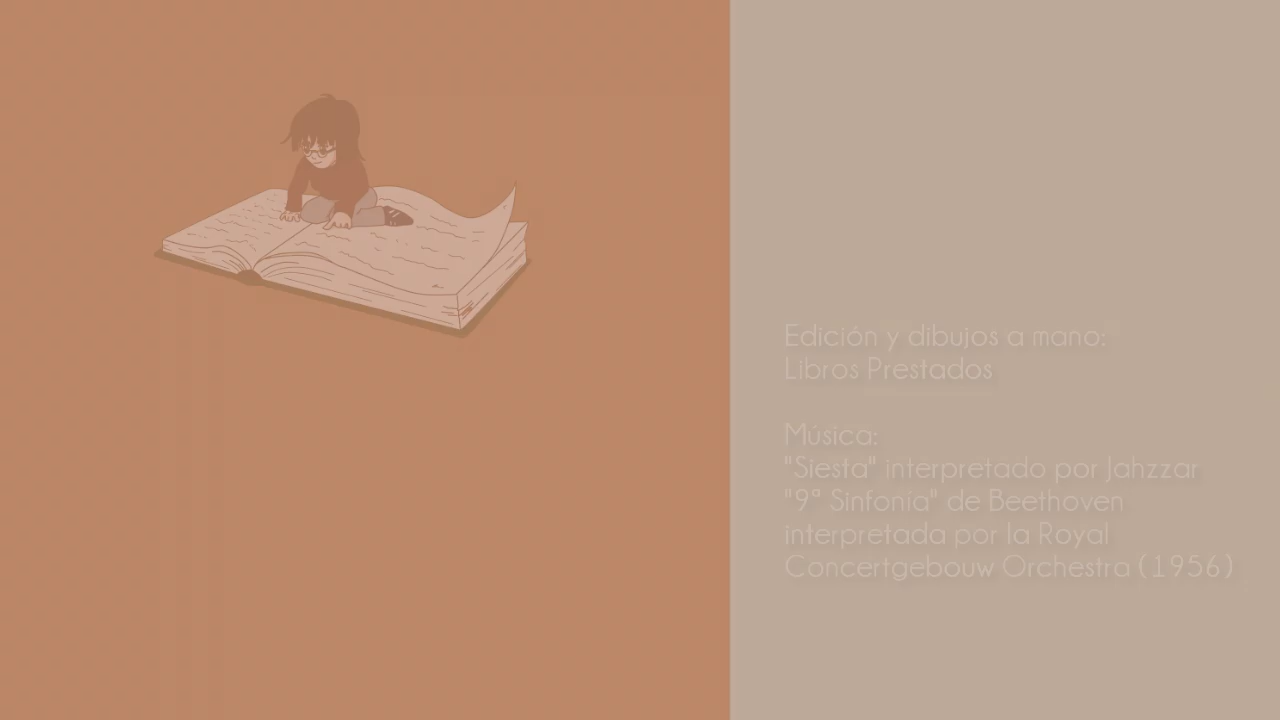 Edición y dibujos a mano:
Libros Prestados
Música:
"Siesta" interpretado por Jahzzar
"9ª Sinfonía" de Beethoven
interpretada por la Royal
Concertgebouw Orchestra (1956)